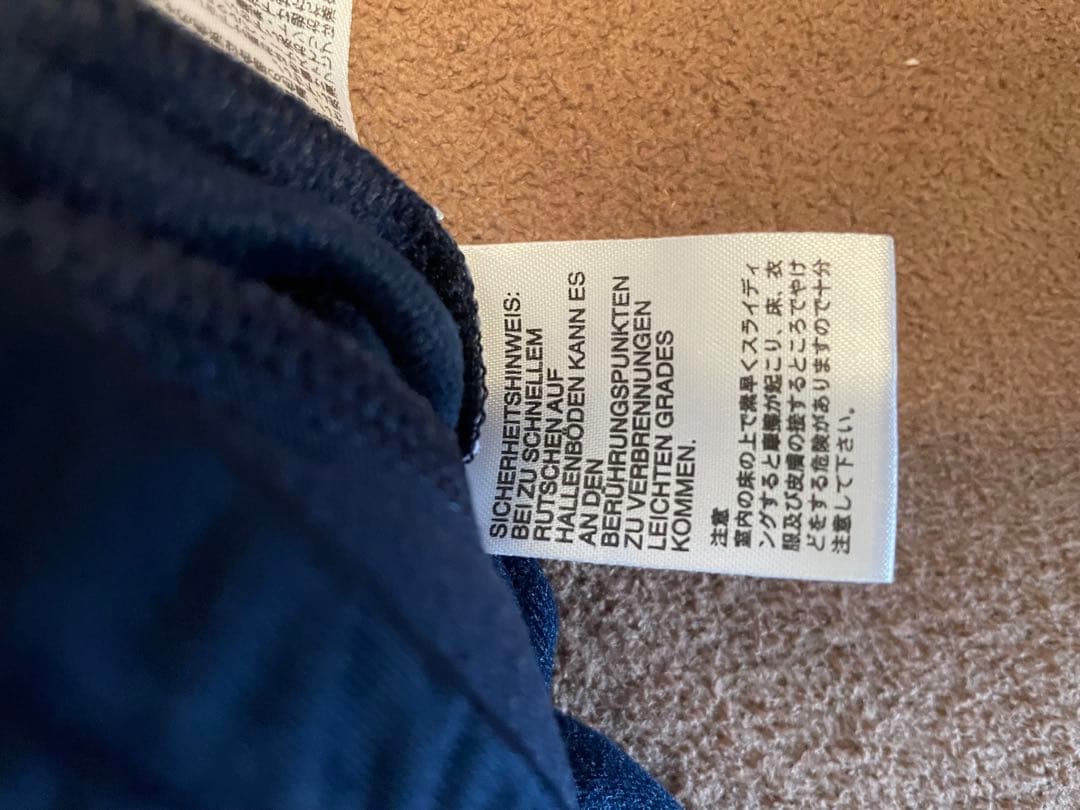 SICHERHEITSHINWEIS:
BEI ZU SCHNELLEM
RUTSCHEN AUF
HALLENBÖDEN KANN ES
AN DEN
BERÜHRUNGSPUNKTEN
ZU VERBRENNUNGEN
LEICHTEN GRADES
KOMMEN.
注意
室内の床の上で素早くスライディ
ングすると摩擦が起こり、床、衣
服及び皮膚の接するところでやけ
どをする危険がありますので十分
注意して下さい。